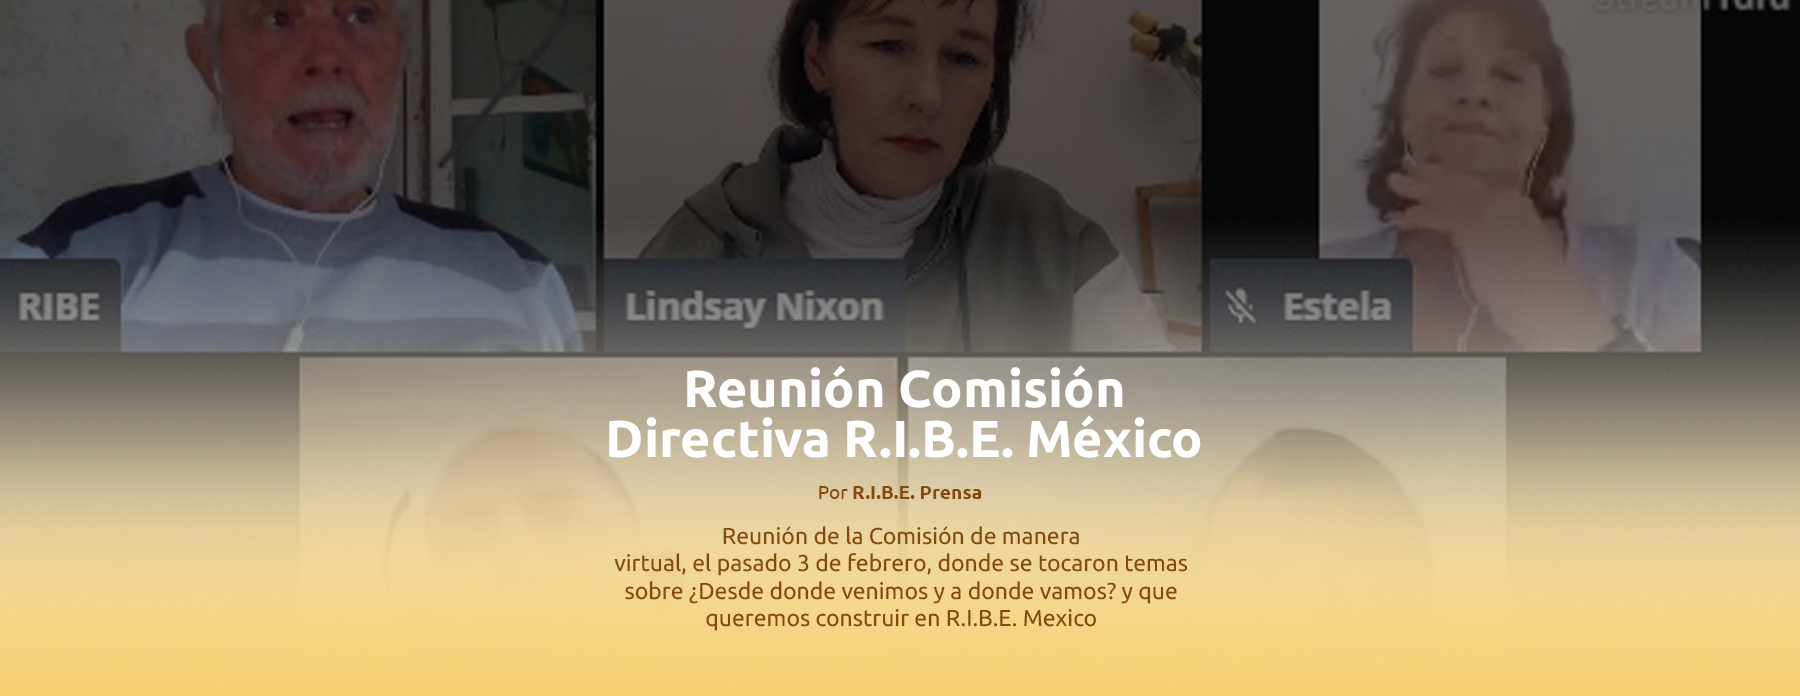 StreamYard
RIBE
Lindsay Nixon
Estela
Reunión Comisión
Directiva R.I.B.E. México
Por R.I.B.E. Prensa
Reunión de la Comisión de manera
virtual, el pasado 3 de febrero, donde se tocaron temas
sobre ¿Desde donde venimos y a donde vamos? y que
queremos construir en R.I.B.E. Mexico